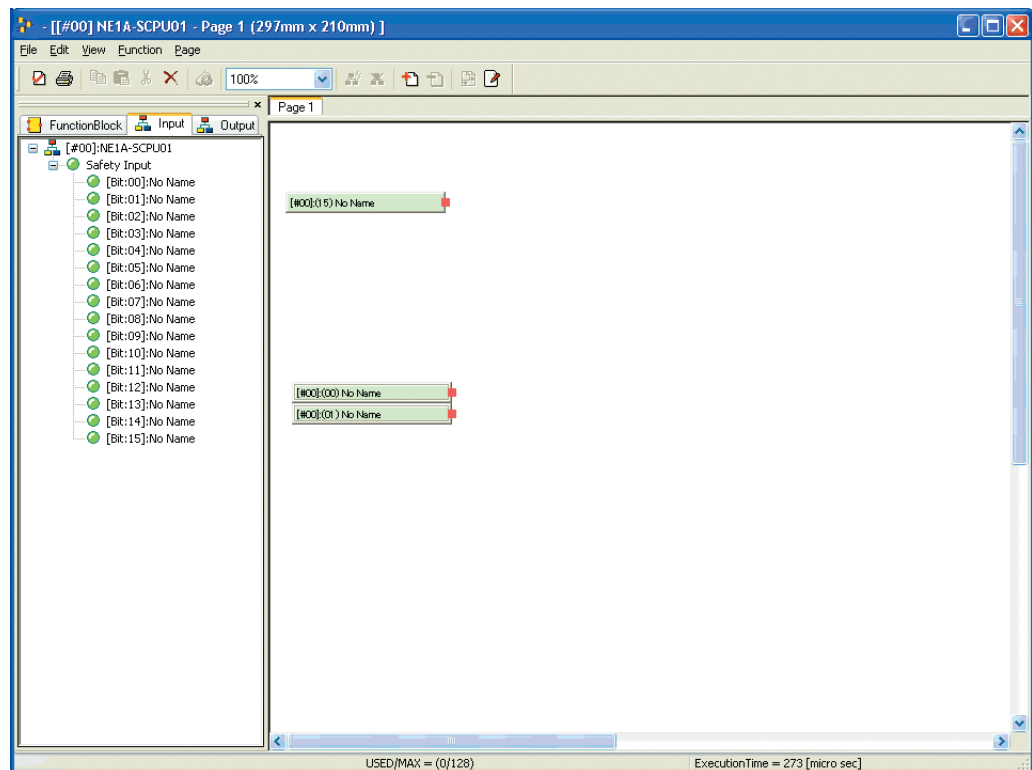 - [[#00] NE1A-SCPU01 - Page 1 (297mm x 210mm) ]
File Edit View Function Page
100%
Page 1
FunctionBlock Input Output
[#00]:NE1A-SCPU01
Safety Input
[Bit:00]:No Name
[Bit:01]:No Name
[Bit:02]:No Name
[Bit:03]:No Name
[Bit:04]:No Name
[Bit:05]:No Name
[Bit:06]:No Name
[Bit:07]:No Name
[Bit:08]:No Name
[Bit:09]:No Name
[Bit:10]:No Name
[Bit:11]:No Name
[Bit:12]:No Name
[Bit:13]:No Name
[Bit:14]:No Name
[Bit:15]:No Name
[#00]:(15) No Name
[#00]:(00) No Name
[#00]:(01) No Name
USED/MAX = (0/128)
ExecutionTime = 273 [micro sec]